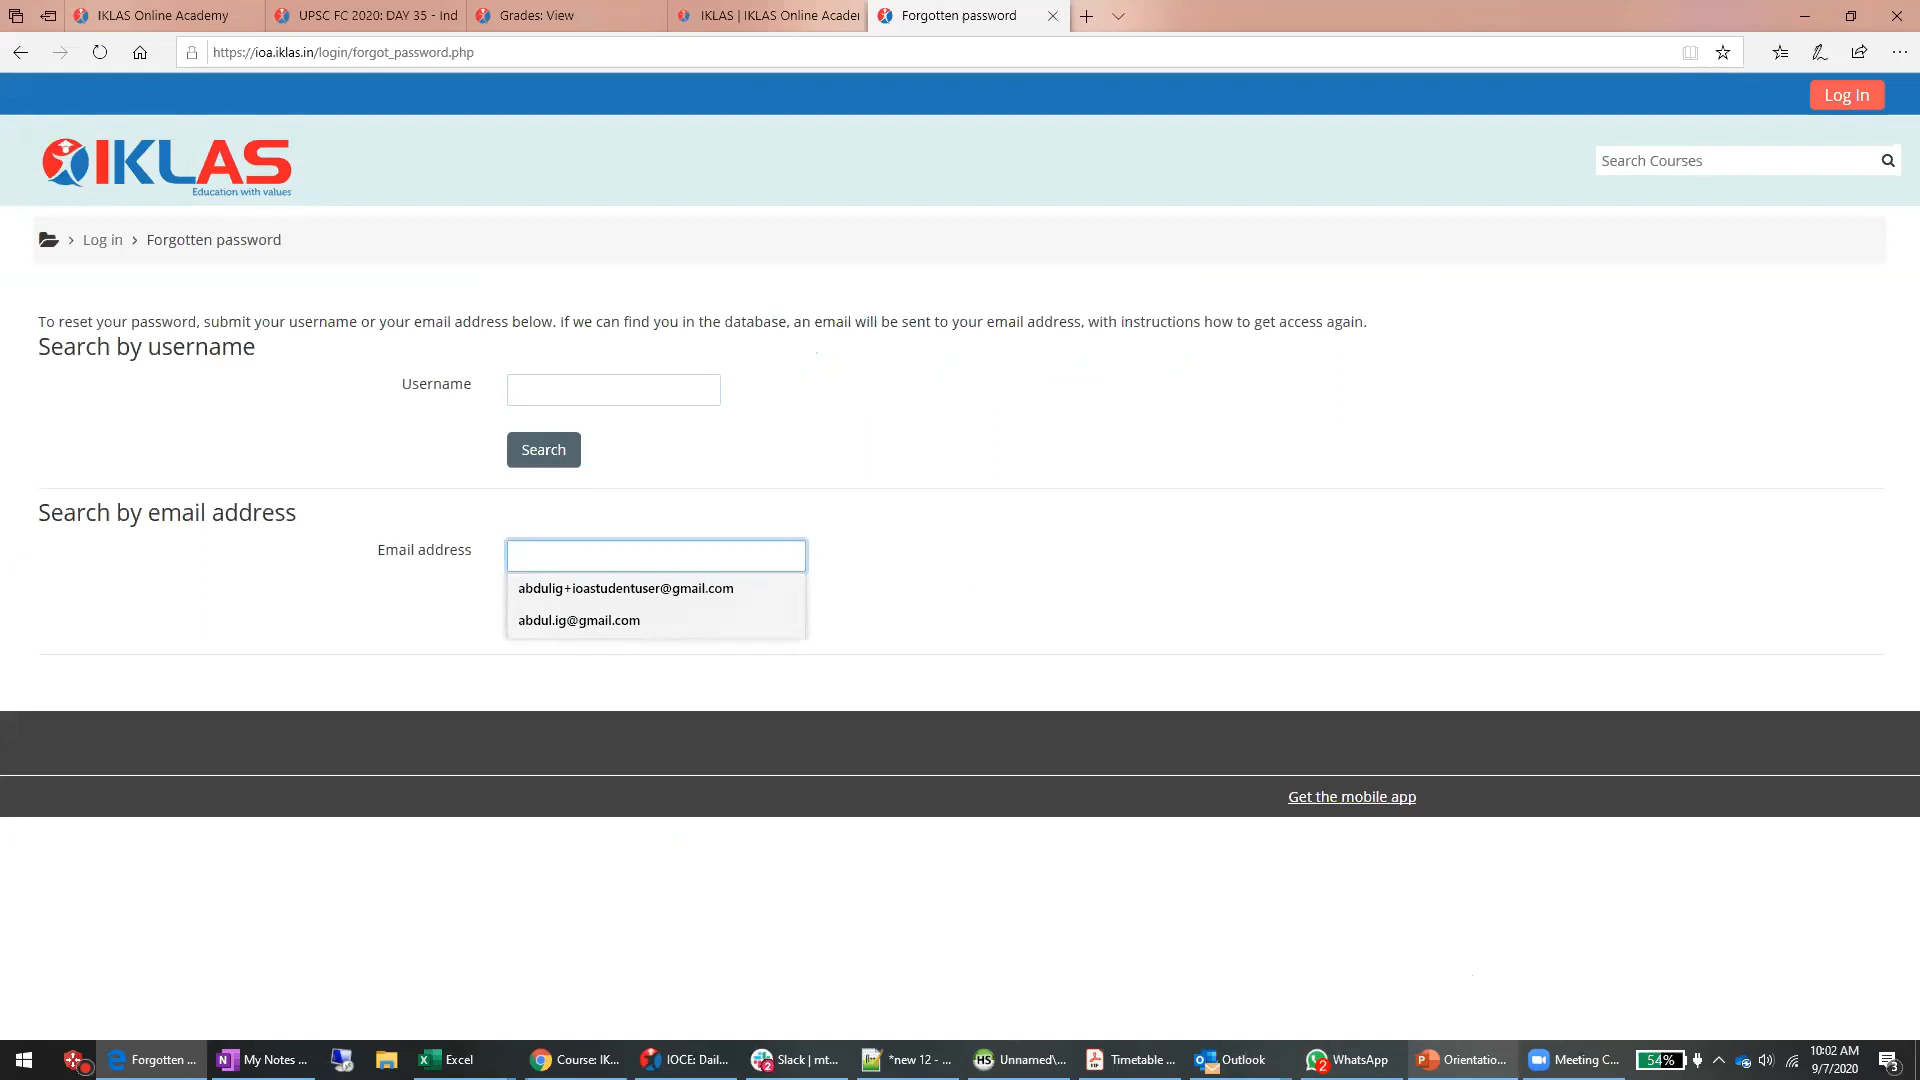 IKLAS Online Academy
UPSC FC 2020: DAY 35 - Ind
Grades: View
IKLAS | IKLAS Online Acader
Forgotten password
https://ioa.iklas.in/login/forgot_password.php
Log In
IKLAS
Education with values
Search Courses
Log in
Forgotten password
To reset your password, submit your username or your email address below. If we can find you in the database, an email will be sent to your email address, with instructions how to get access again.
Search by username
Username
Search
Search by email address
Email address
abdulig+ioastudentuser@gmail.com
abdul.ig@gmail.com
Get the mobile app
Forgotten ...
My Notes ...
Excel
Course: IK...
IOCE: Dail...
Slack | mt...
*new 12 - ...
Unnamed\...
Timetable ...
Outlook
WhatsApp
Orientatio...
Meeting C...
54%
10:02 AM
9/7/2020